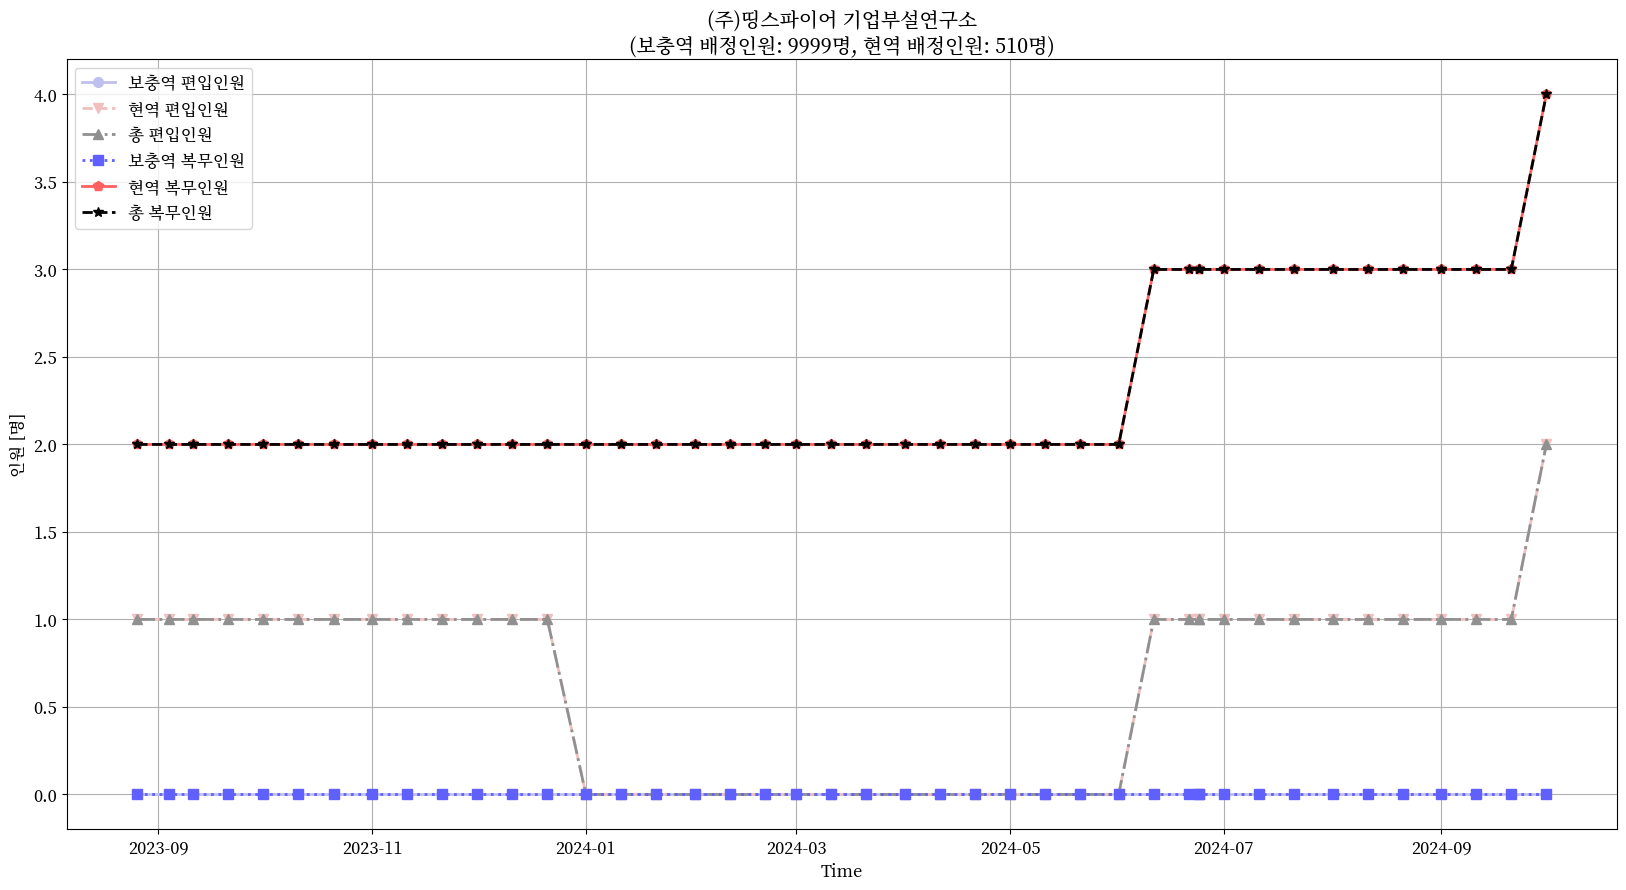 (주)띵스파이어 기업부설연구소
(보충역 배정인원: 9999명, 현역 배정인원: 510명)
보충역 편입인원
현역 편입인원
총 편입인원
보충역 복무인원
현역 복무인원
총 복무인원
4.0
3.5
3.0
2.5
2.0
1.5
1.0
0.5
0.0
인원 [명]
2023-09 2023-11 2024-01 2024-03 2024-05 2024-07 2024-09
Time